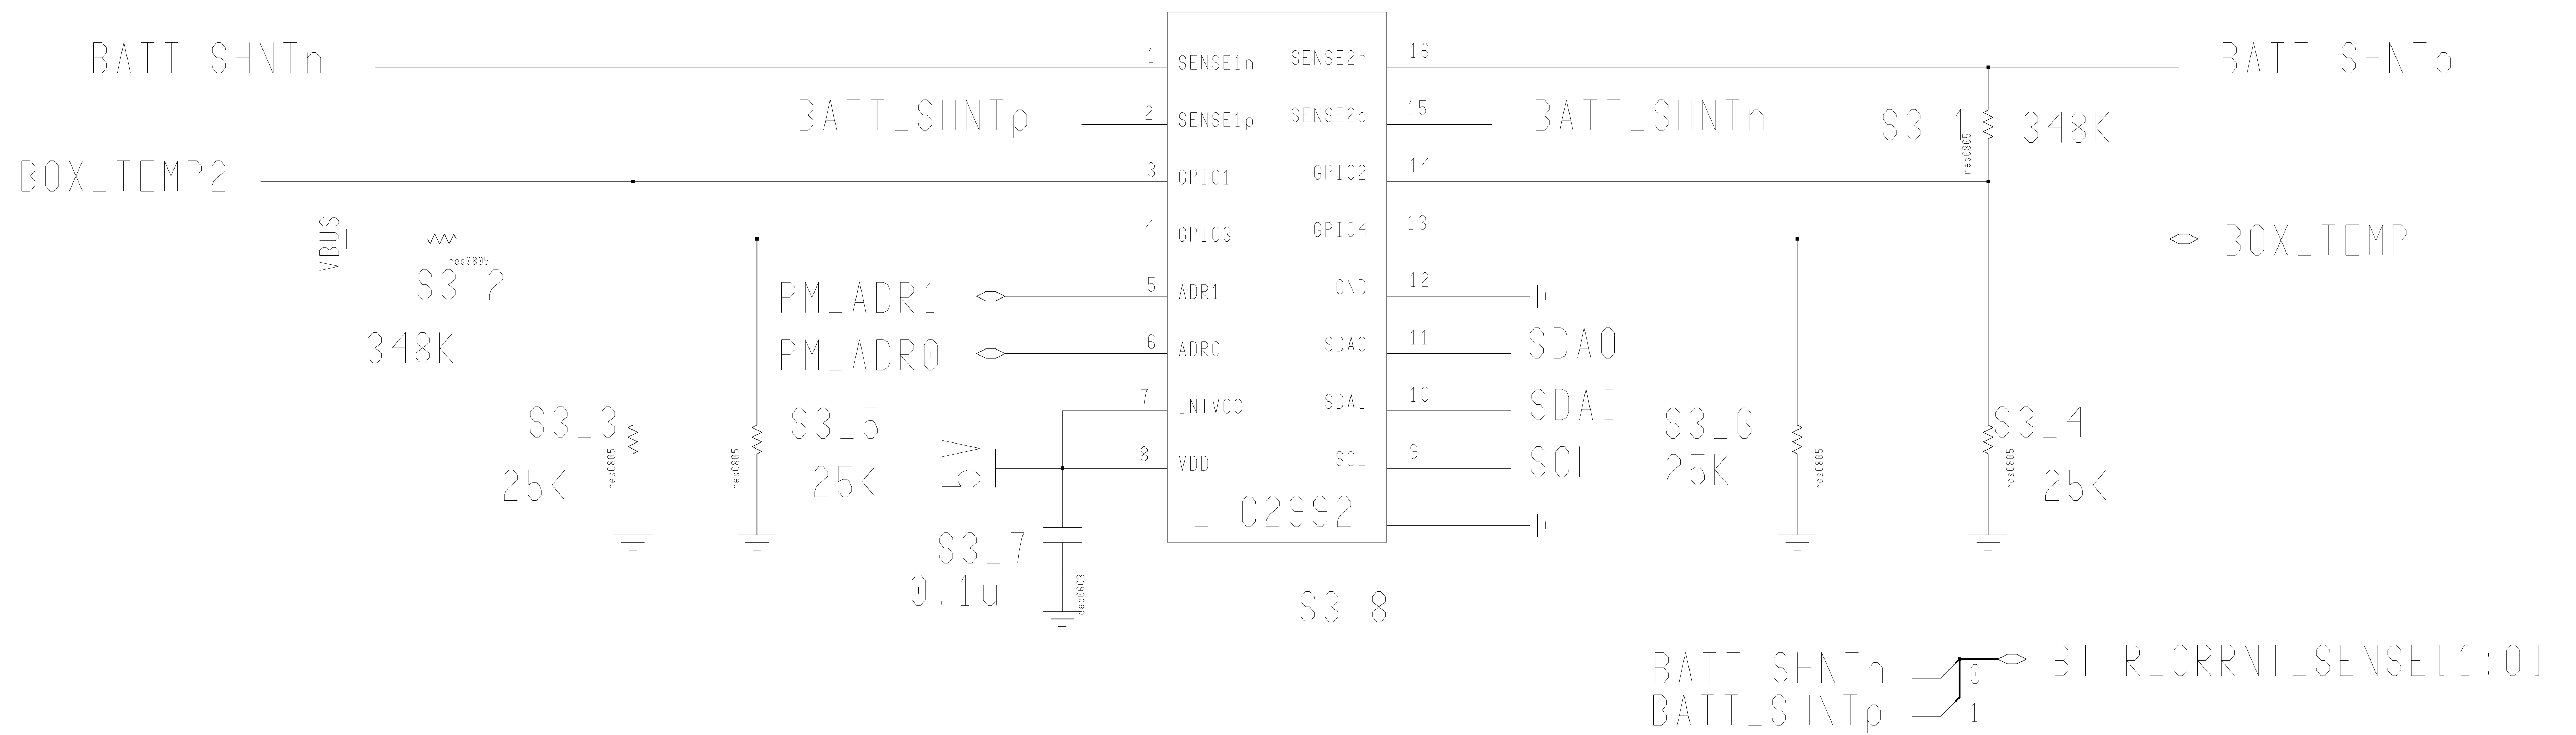 BATT_SHNTn
1
SENSE1n
SENSE2n
16
BATT_SHNTp
BATT_SHNTp
2
SENSE1p
SENSE2p
15
BATT_SHNTn
S3_1
res0805
348K
BOX_TEMP2
3
GPIO1
GPIO2
14
VBUS
res0805
S3_2
348K
4
GPIO3
GPIO4
13
BOX_TEMP
PM_ADR1
5
ADR1
GND
12
PM_ADR0
6
ADR0
SDAO
11
SDAO
7
INTVCC
SDAI
10
SDAI
S3_3
res0805
25K
S3_5
res0805
25K
+5V
8
VDD
SCL
9
SCL
S3_6
res0805
25K
S3_4
res0805
25K
LTC2992
S3_7
0.1u
cap0603
S3_8
BATT_SHNTn
0
BTTR_CRRNT_SENSE[1:0]
BATT_SHNTp
1